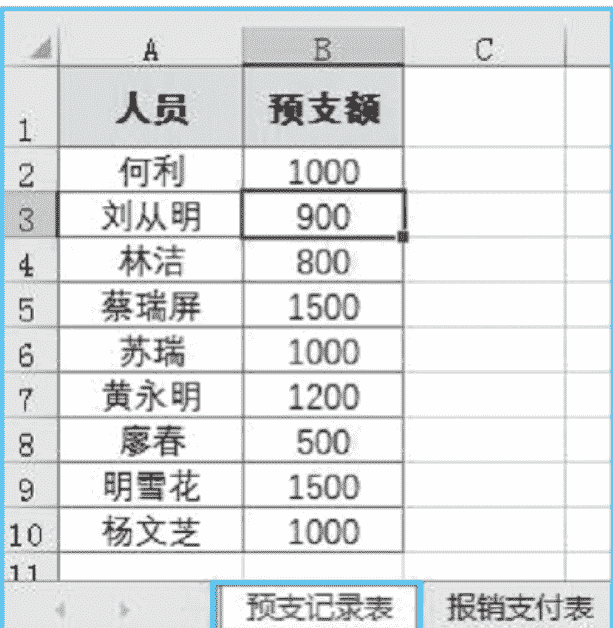 A B C
1 人员 预支额
2 何利 1000
3 刘从明 900
4 林洁 800
5 蔡瑞屏 1500
6 苏瑞 1000
7 黄永明 1200
8 廖春 500
9 明雪花 1500
10 杨文芝 1000
11
预支记录表 报销支付表